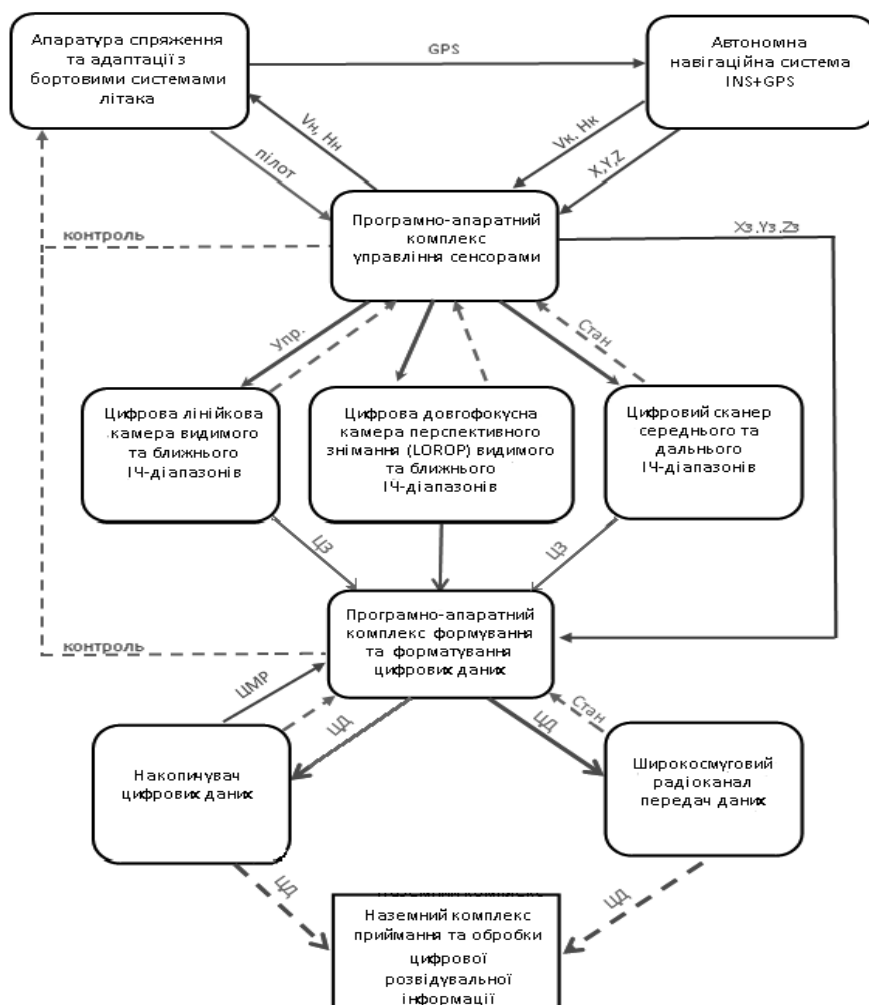 Апаратура спряження
та адаптації з
бортовими системами
літака
GPS
Автономна
навігаційна система
INS+GPS
Vн, Нн
Vк. Нк
X,Y,Z
пілот
Програмно-апаратний
комплекс
управління сенсорами
контроль
Xз.Yз.Zз
Упр.
Стан
Цифрова лінійкова
камера видимого
та ближнього
ІЧ-діапазонів
Цифрова довгофокусна
камера перспективного
знімання (LOROP) видимого
та ближнього
ІЧ-діапазонів
Цифровий сканер
середнього та
дальнього
ІЧ-діапазонів
ЦЗ
ЦЗ
Програмно-апаратний
комплекс формування
та форматування
цифрових даних
контроль
ЦМР
ЦД
ЦД
Стан
Накопичувач
цифрових даних
Широкосмуговий
радіоканал
передач даних
ЦД
ЦД
Наземний комплекс
приймання та обробки
цифрової
розвідувальної
інформації